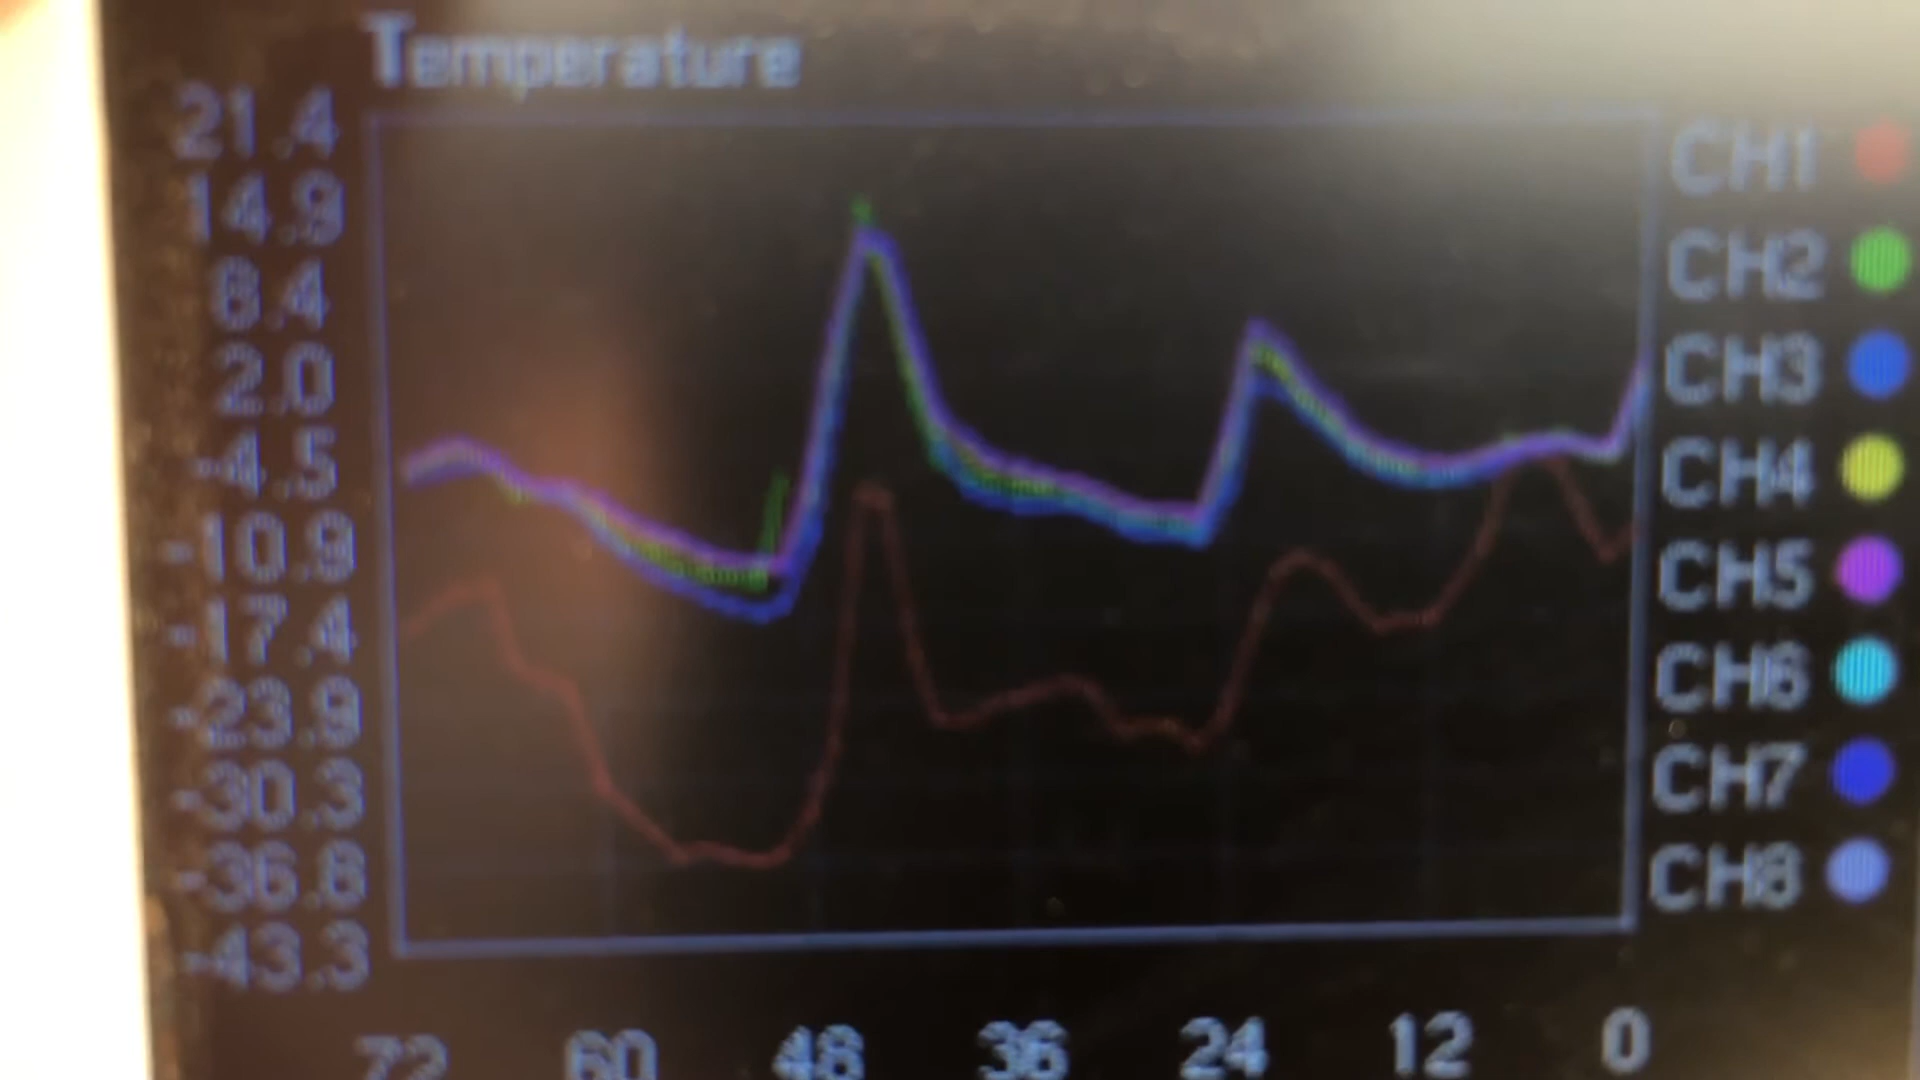 Temperature
21.4
14.9
8.4
2.0
-4.5
-10.9
-17.4
-23.9
-30.3
-36.8
-43.3
72 60 48 36 24 12 0
CH1
CH2
CH3
CH4
CH5
CH6
CH7
CH8